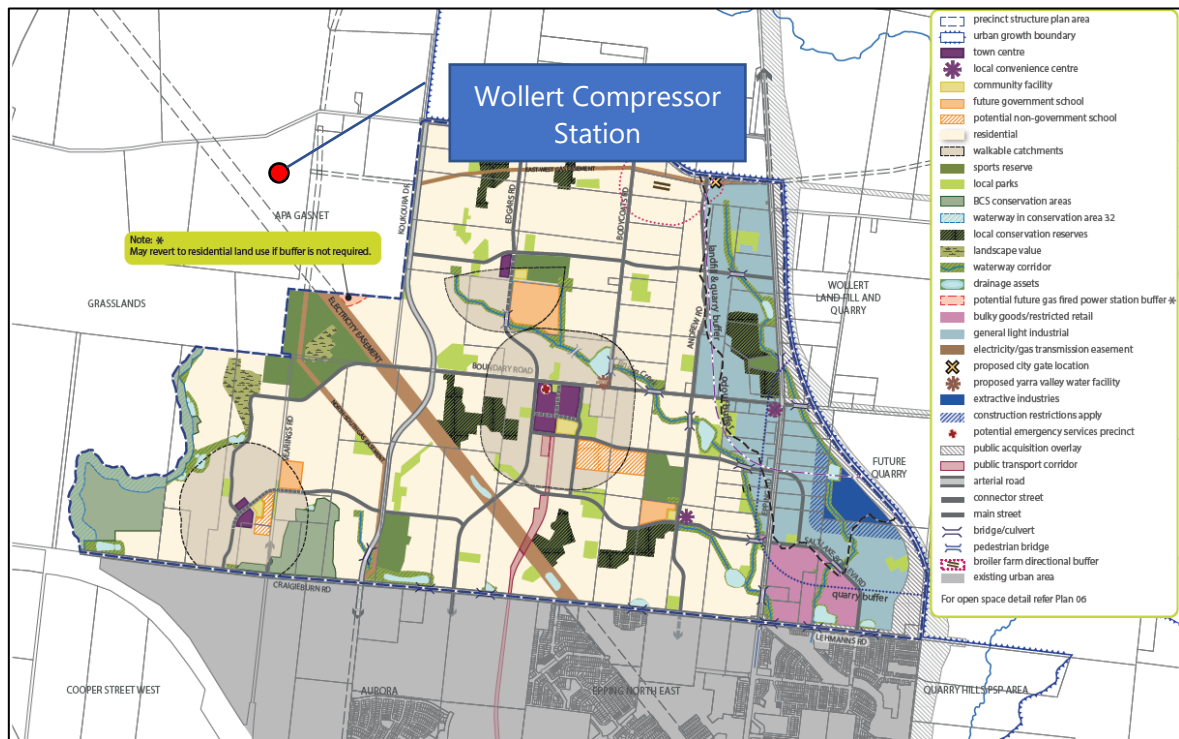 Wollert Compressor
Station
APA GASNET
Note: *
May revert to residential land use if buffer is not required.
GRASSLANDS
KOUKOURA DR
EDGARS RD
EAST-WEST GAS EASEMENT
BODYCOATS RD
ANDREW RD
landfill & quarry buffer
WOLLERT
LAND FILL AND
QUARRY
ELECTRICITY EASEMENT
BOUNDARY ROAD
BEARINGS RD
FUTURE
QUARRY
quarry buffer
CRAIGIEBURN RD
LEHMANNS RD
COOPER STREET WEST
AURORA
EPPING NORTH EAST
QUARRY HILLS PSP AREA
precinct structure plan area
urban growth boundary
town centre
local convenience centre
community facility
future government school
potential non-government school
residential
walkable catchments
sports reserve
local parks
BCS conservation areas
waterway in conservation area 32
local conservation reserves
landscape value
waterway corridor
drainage assets
potential future gas fired power station buffer *
bulky goods/restricted retail
general light industrial
electricity/gas transmission easement
proposed city gate location
proposed yarra valley water facility
extractive industries
construction restrictions apply
potential emergency services precinct
public acquisition overlay
public transport corridor
arterial road
connector street
main street
bridge/culvert
pedestrian bridge
broiler farm directional buffer
existing urban area
For open space detail refer Plan 06